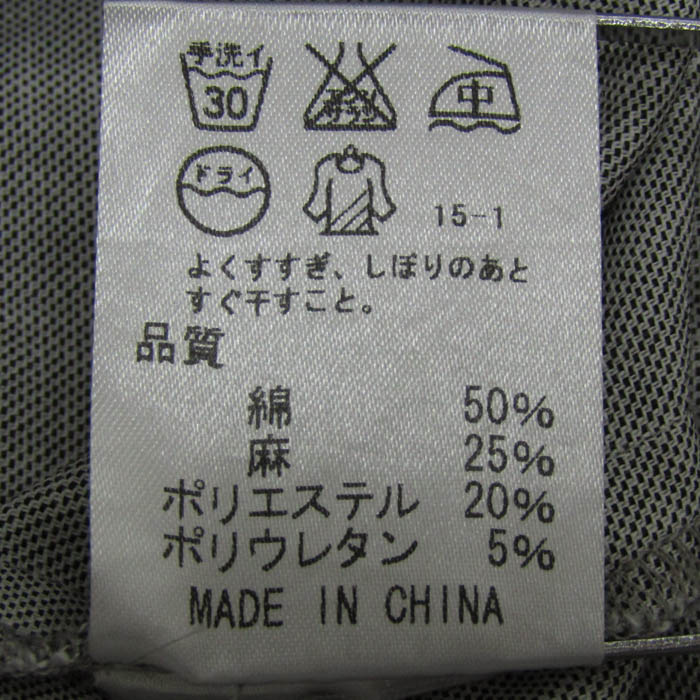 手洗イ
30
中
ドライ
15-1
よくすすぎ、しぼりのあと
すぐ干すこと。
品質
綿 50%
麻 25%
ポリエステル 20%
ポリウレタン 5%
MADE IN CHINA